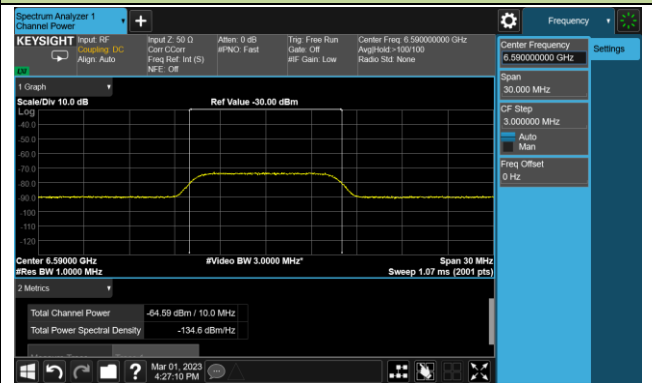 Spectrum Analyzer 1
Channel Power
+
Frequency
KEYSIGHT
Input: RF
Coupling: DC
Align: Auto
Input Z: 50 Ω
Corr CCorr
Freq Ref: Int (S)
NFE: Off
Atten: 0 dB
#PNO: Fast
Trig: Free Run
Gate: Off
#IF Gain: Low
Center Freq: 6.590000000 GHz
Avg|Hold:>100/100
Radio Std: None
Center Frequency
6.590000000 GHz
Settings
Span
30.000 MHz
CF Step
3.000000 MHz
Auto
Man
Freq Offset
0 Hz
1 Graph
Scale/Div 10.0 dB
Ref Value -30.00 dBm
Log
-40.0
-50.0
-60.0
-70.0
-80.0
-90.0
-100
-110
-120
Center 6.59000 GHz
#Video BW 3.0000 MHz*
Span 30 MHz
#Res BW 1.0000 MHz
Sweep 1.07 ms (2001 pts)
2 Metrics
Total Channel Power
-64.59 dBm / 10.0 MHz
Total Power Spectral Density
-134.6 dBm/Hz
?
Mar 01, 2023
4:27:10 PM